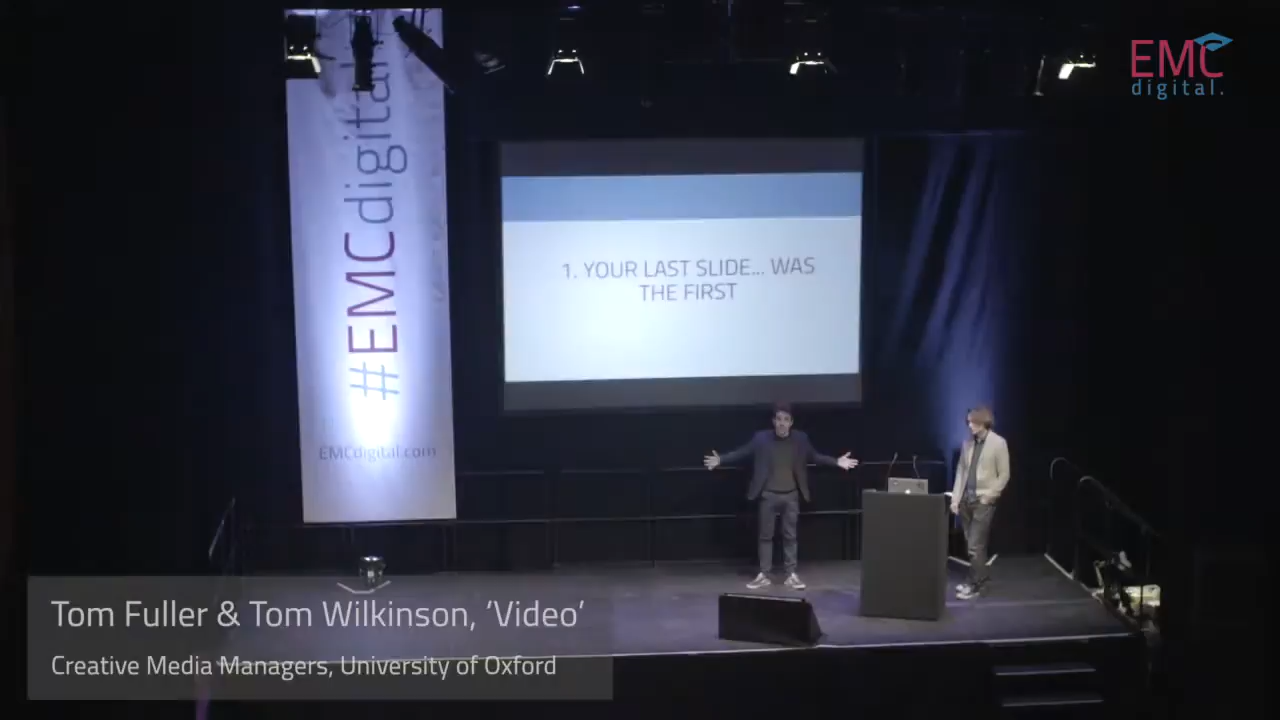 EMC
digital.
#EMCdigital
EMCdigital.com
1. YOUR LAST SLIDE... WAS
THE FIRST
Tom Fuller & Tom Wilkinson, ‘Video’
Creative Media Managers, University of Oxford